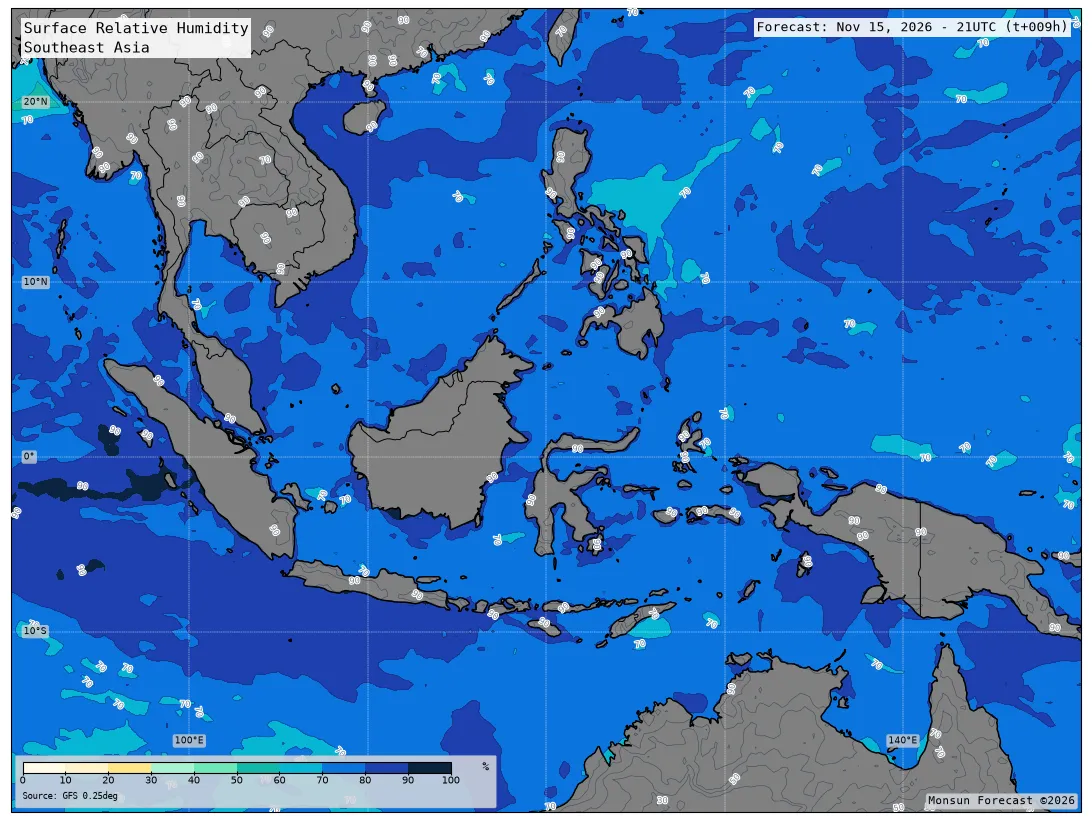 Surface Relative Humidity
Southeast Asia
Forecast: Nov 15, 2026 - 21UTC (t+009h)
20°N
10°N
0°
10°S
100°E
140°E
0 10 20 30 40 50 60 70 80 90 100 %
Source: GFS 0.25deg
Monsun Forecast ©2026